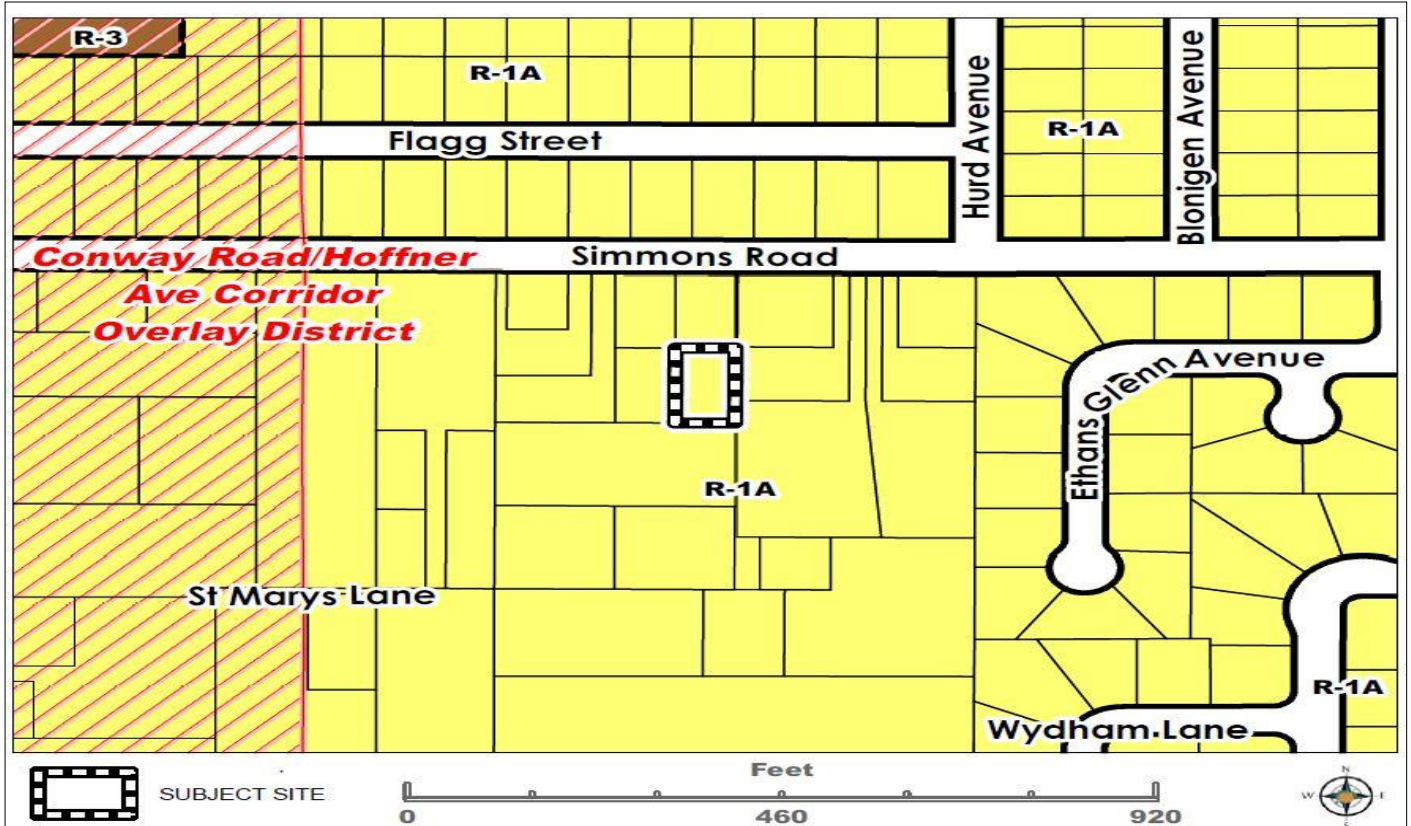 R-3
R-1A
Flagg Street
Hurd Avenue
R-1A
Blonigen Avenue
Conway Road/Hoffner
Ave Corridor
Overlay District
Simmons Road
Ethans Glenn Avenue
R-1A
St Marys Lane
R-1A
Wydham Lane
SUBJECT SITE
Feet
0 460 920
N
W E
S